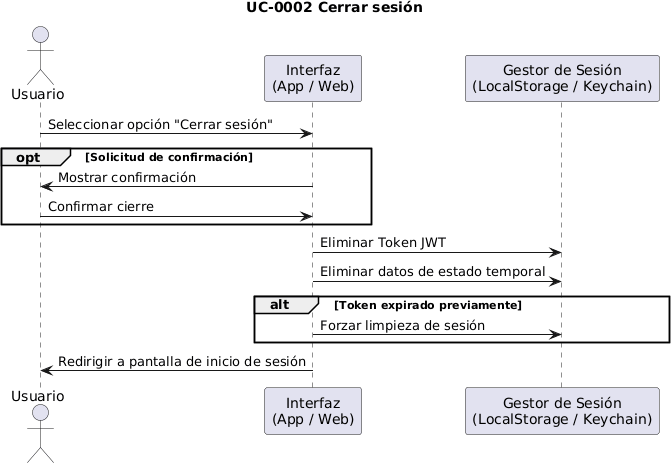 UC-0002 Cerrar sesión
Usuario
Interfaz
(App / Web)
Gestor de Sesión
(LocalStorage / Keychain)
Seleccionar opción "Cerrar sesión"
opt
[Solicitud de confirmación]
Mostrar confirmación
Confirmar cierre
Eliminar Token JWT
Eliminar datos de estado temporal
alt
[Token expirado previamente]
Forzar limpieza de sesión
Redirigir a pantalla de inicio de sesión
Usuario
Interfaz
(App / Web)
Gestor de Sesión
(LocalStorage / Keychain)